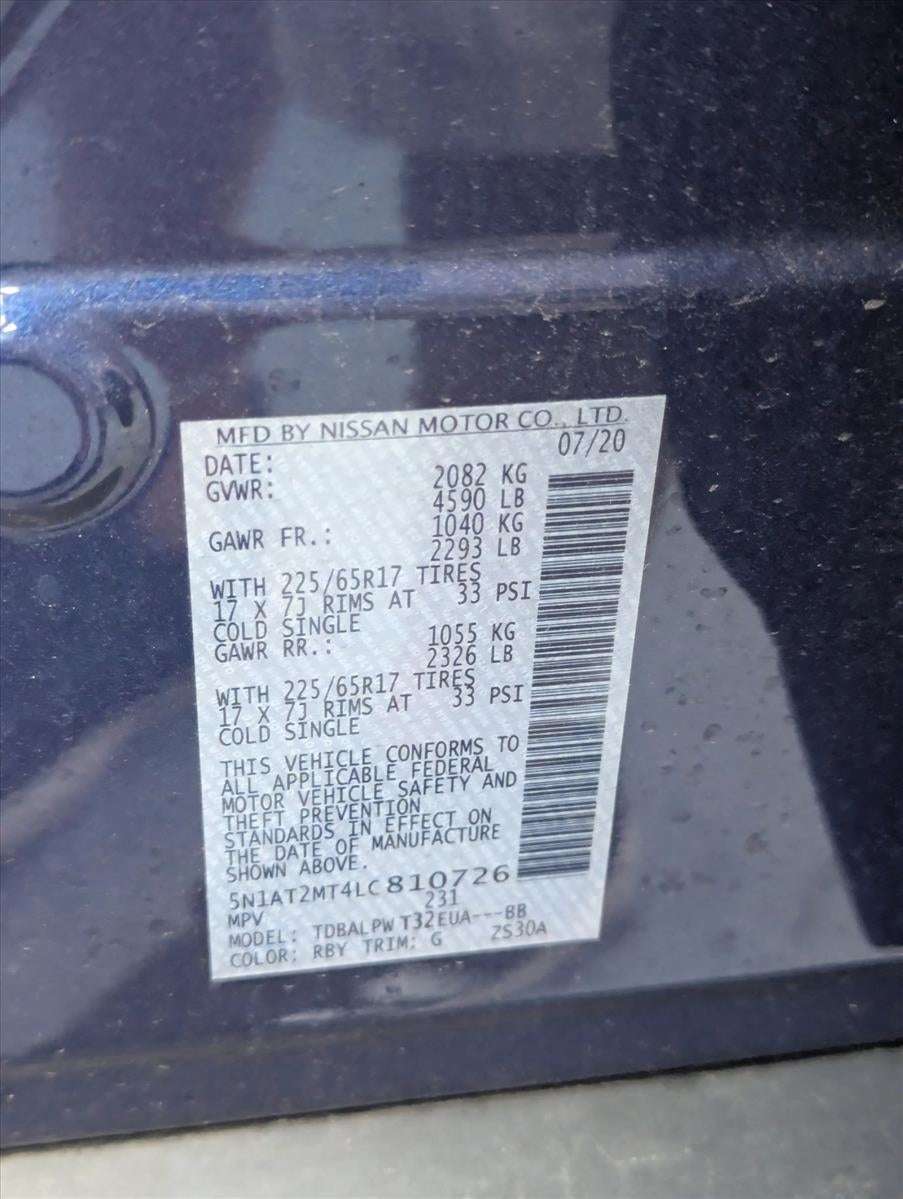 MFD BY NISSAN MOTOR CO., LTD.
DATE: 07/20
GVWR: 2082 KG
4590 LB
GAWR FR.: 1040 KG
2293 LB
WITH 225/65R17 TIRES
17 X 7J RIMS AT 33 PSI
COLD SINGLE
GAWR RR.: 1055 KG
2326 LB
WITH 225/65R17 TIRES
17 X 7J RIMS AT 33 PSI
COLD SINGLE
THIS VEHICLE CONFORMS TO
ALL APPLICABLE FEDERAL
MOTOR VEHICLE SAFETY AND
THEFT PREVENTION
STANDARDS IN EFFECT ON
THE DATE OF MANUFACTURE
SHOWN ABOVE.
5N1AT2MT4LC810726
MPV 231
MODEL: TDBALPW T32EUA---BB
COLOR: RBY TRIM: G ZS30A